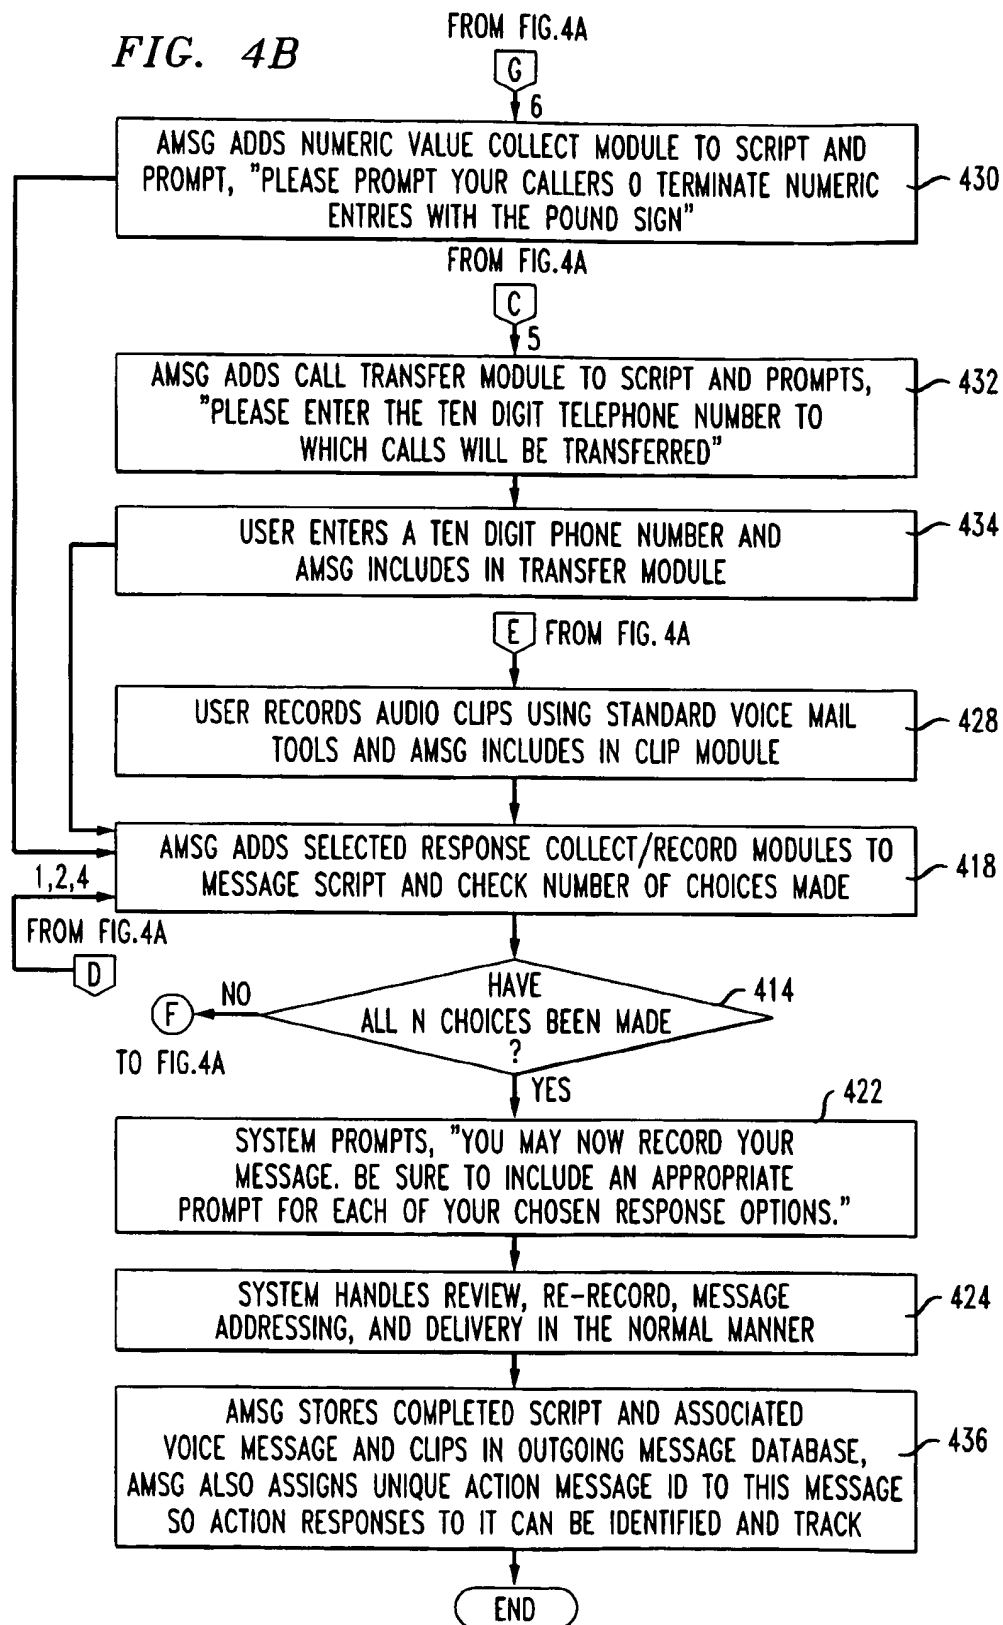 FIG. 4B
FROM FIG.4A
G
6
AMSG ADDS NUMERIC VALUE COLLECT MODULE TO SCRIPT AND
PROMPT, "PLEASE PROMPT YOUR CALLERS O TERMINATE NUMERIC
ENTRIES WITH THE POUND SIGN"
430
FROM FIG.4A
C
5
AMSG ADDS CALL TRANSFER MODULE TO SCRIPT AND PROMPTS,
"PLEASE ENTER THE TEN DIGIT TELEPHONE NUMBER TO
WHICH CALLS WILL BE TRANSFERRED"
432
USER ENTERS A TEN DIGIT PHONE NUMBER AND
AMSG INCLUDES IN TRANSFER MODULE
434
E FROM FIG.4A
USER RECORDS AUDIO CLIPS USING STANDARD VOICE MAIL
TOOLS AND AMSG INCLUDES IN CLIP MODULE
428
AMSG ADDS SELECTED RESPONSE COLLECT/RECORD MODULES TO
MESSAGE SCRIPT AND CHECK NUMBER OF CHOICES MADE
418
1,2,4
FROM FIG.4A
D
HAVE
ALL N CHOICES BEEN MADE
?
414
NO
F
TO FIG.4A
YES
422
SYSTEM PROMPTS, "YOU MAY NOW RECORD YOUR
MESSAGE. BE SURE TO INCLUDE AN APPROPRIATE
PROMPT FOR EACH OF YOUR CHOSEN RESPONSE OPTIONS."
SYSTEM HANDLES REVIEW, RE-RECORD, MESSAGE
ADDRESSING, AND DELIVERY IN THE NORMAL MANNER
424
AMSG STORES COMPLETED SCRIPT AND ASSOCIATED
VOICE MESSAGE AND CLIPS IN OUTGOING MESSAGE DATABASE,
AMSG ALSO ASSIGNS UNIQUE ACTION MESSAGE ID TO THIS MESSAGE
SO ACTION RESPONSES TO IT CAN BE IDENTIFIED AND TRACK
436
END